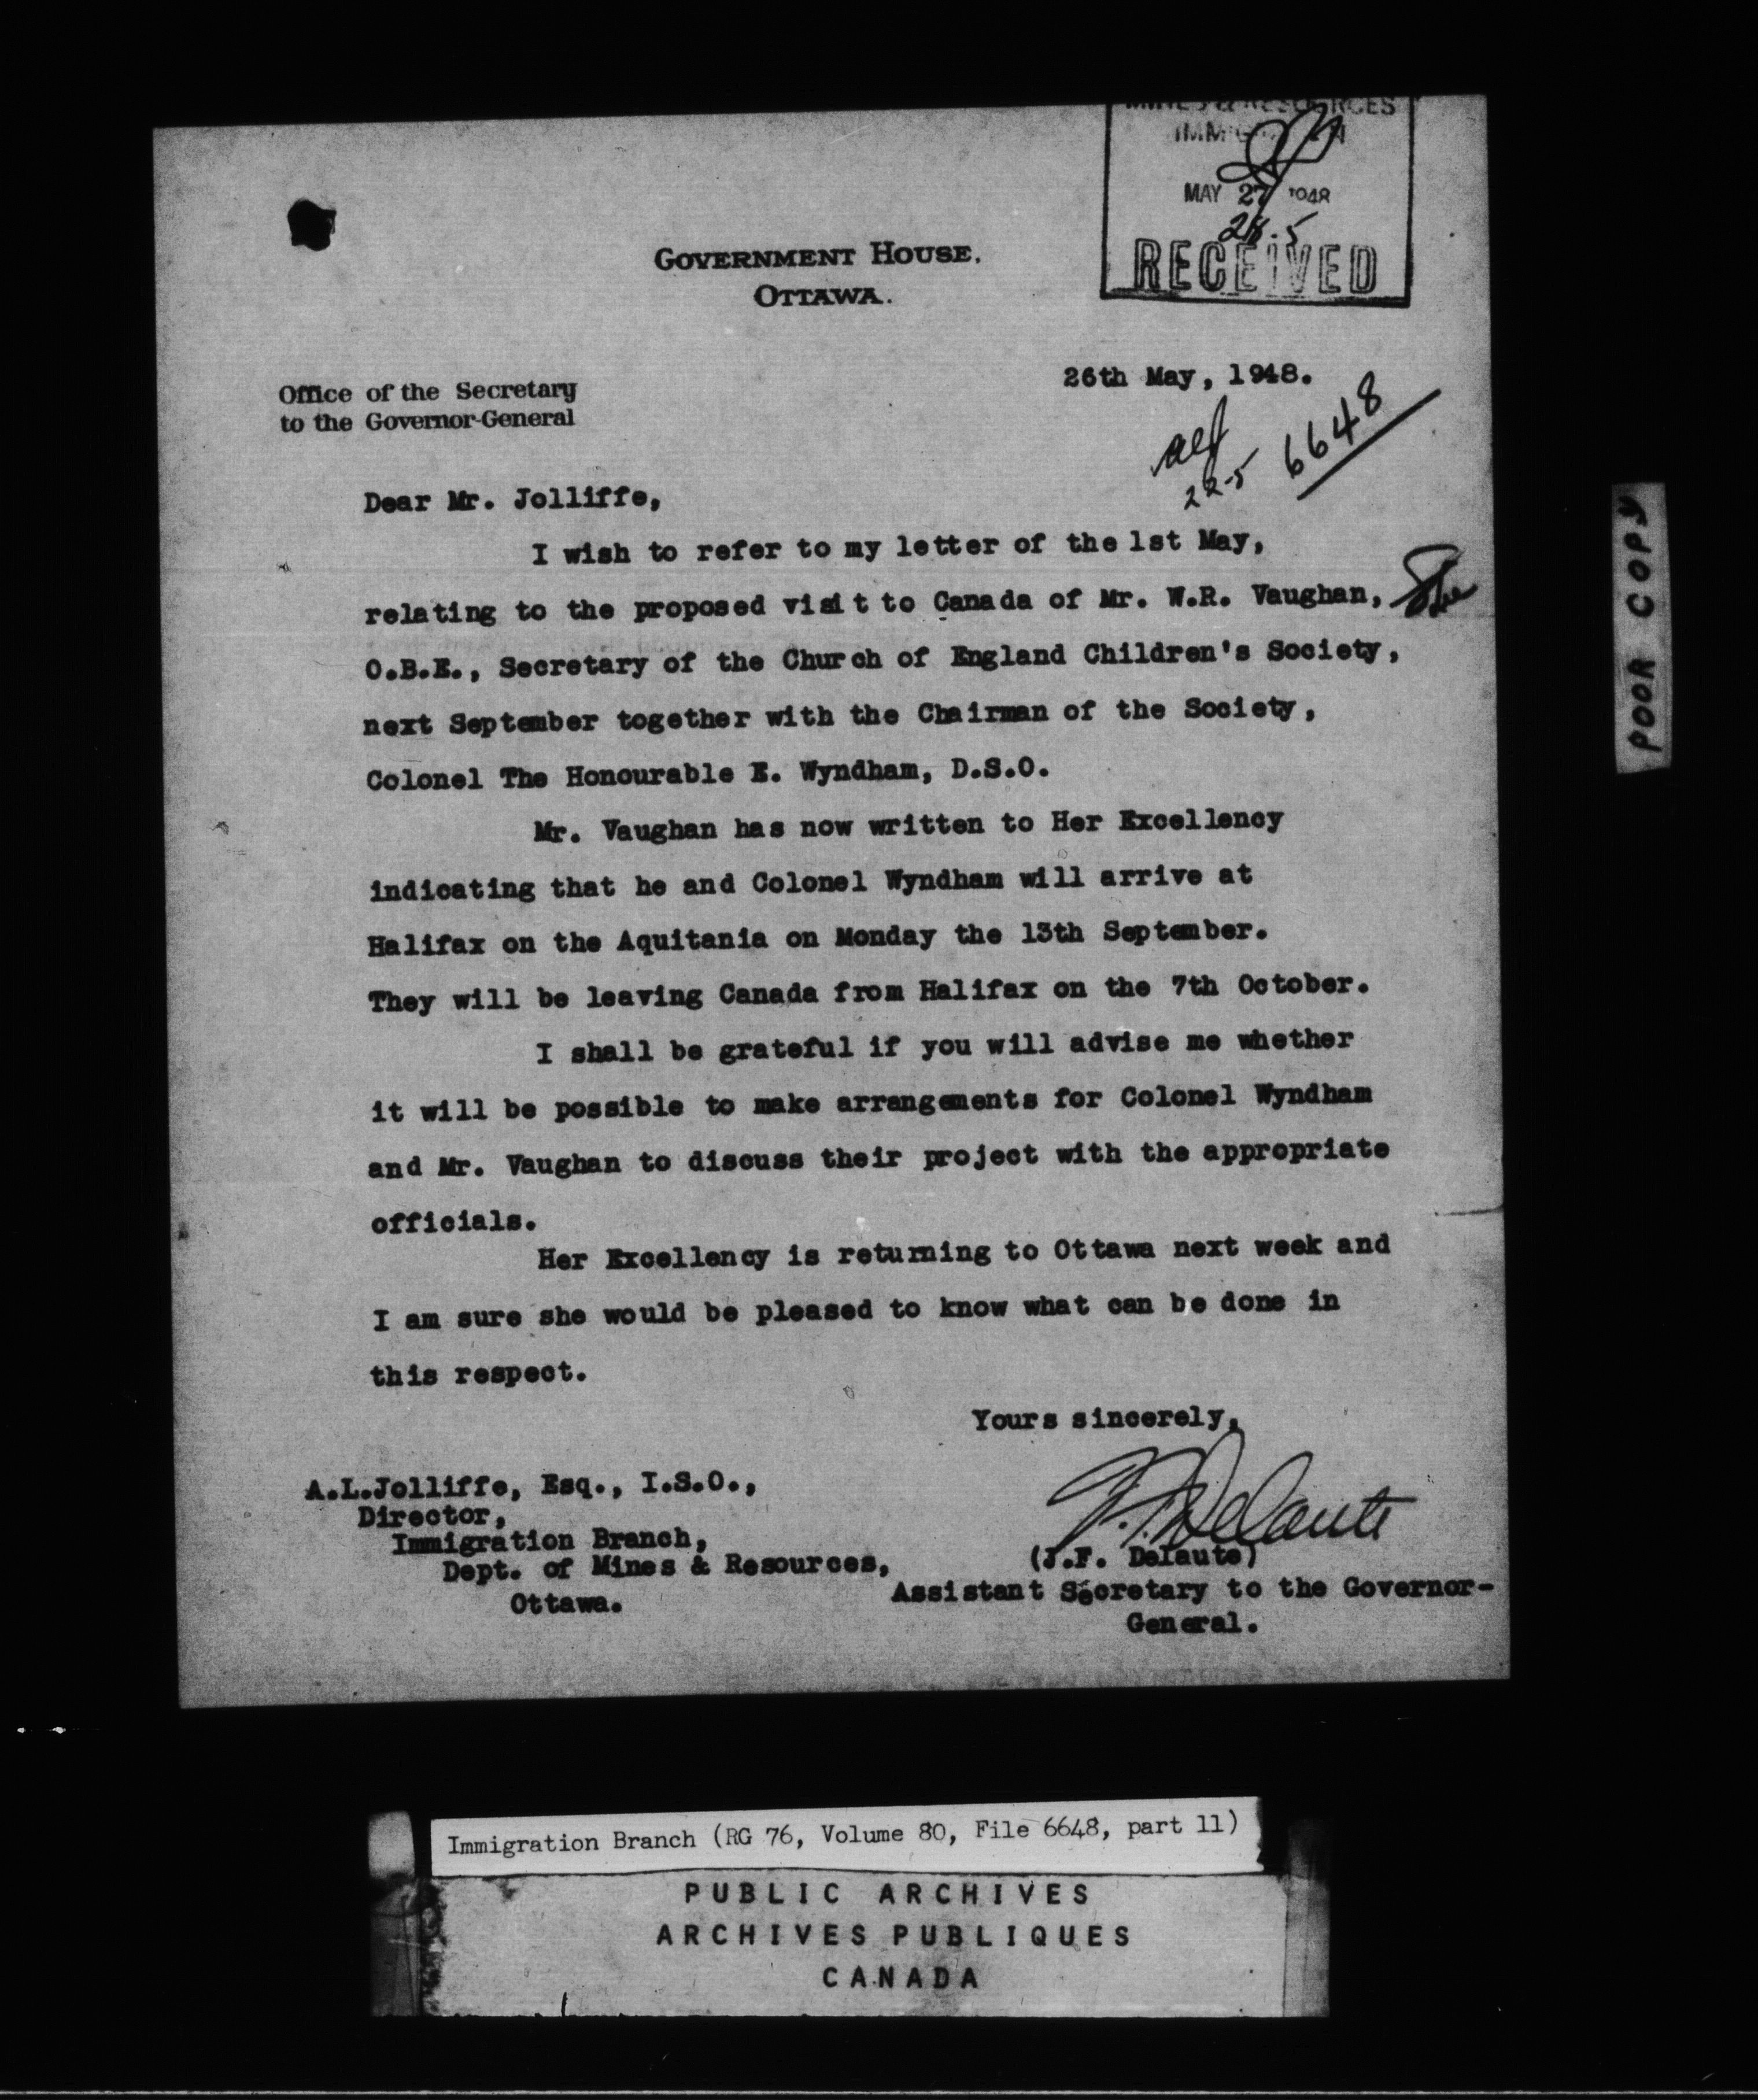 MINES & RESOURCES
IMMIGRATION
MAY 27 1948
28.5
RECEIVED
GOVERNMENT HOUSE.
OTTAWA.
26th May, 1948.
Office of the Secretary
to the Governor-General
6648
22-5
Dear Mr. Jolliffe,
I wish to refer to my letter of the 1st May,
relating to the proposed visit to Canada of Mr. W.R. Vaughan,
O.B.E., Secretary of the Church of England Children's Society,
next September together with the Chairman of the Society,
Colonel The Honourable E. Wyndham, D.S.O.
Mr. Vaughan has now written to Her Excellency
indicating that he and Colonel Wyndham will arrive at
Halifax on the Aquitania on Monday the 13th September.
They will be leaving Canada from Halifax on the 7th October.
I shall be grateful if you will advise me whether
it will be possible to make arrangements for Colonel Wyndham
and Mr. Vaughan to discuss their project with the appropriate
officials.
Her Excellency is returning to Ottawa next week and
I am sure she would be pleased to know what can be done in
this respect.
Yours sincerely,
J.F. Delaute
(J.F. Delaute)
Assistant Secretary to the Governor-
General.
A.L.Jolliffe, Esq., I.S.O.,
Director,
Immigration Branch,
Dept. of Mines & Resources,
Ottawa.
POOR COPY
Immigration Branch (RG 76, Volume 80, File 6648, part 11)
PUBLIC ARCHIVES
ARCHIVES PUBLIQUES
CANADA